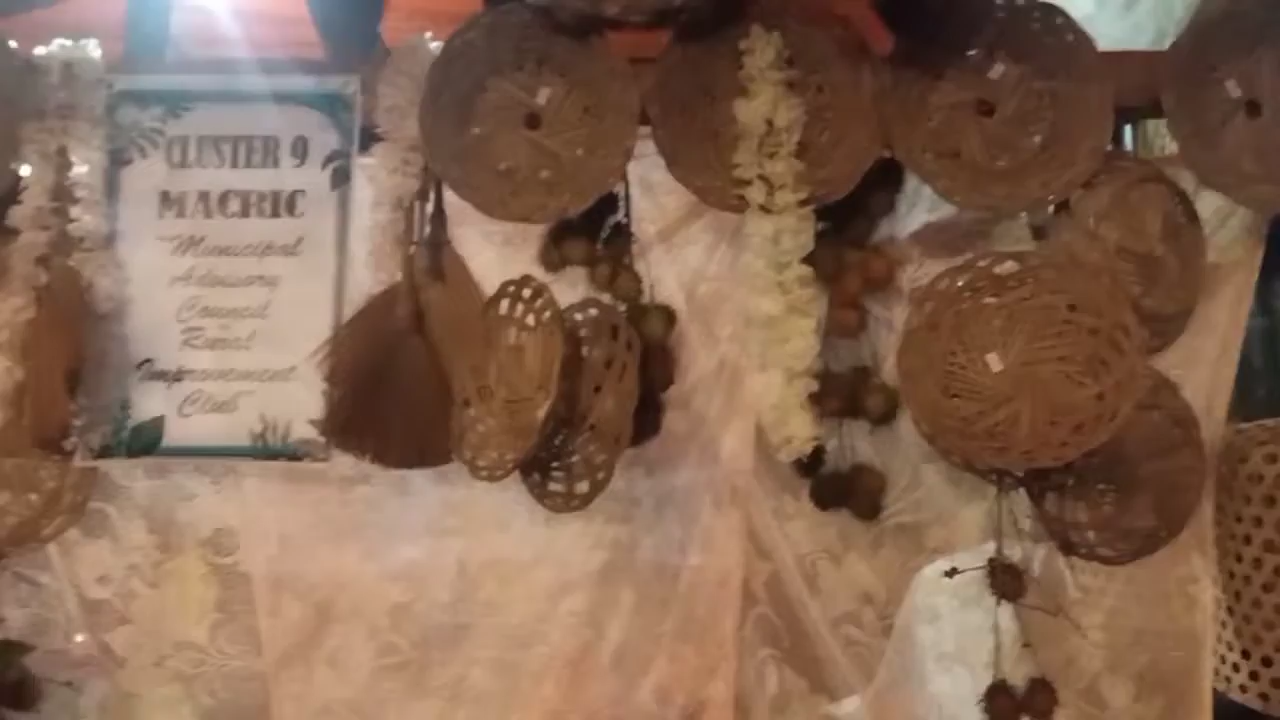 CLUSTER 9
MACRIC
Municipal
Advisory
Council
Rural
Improvement
Club